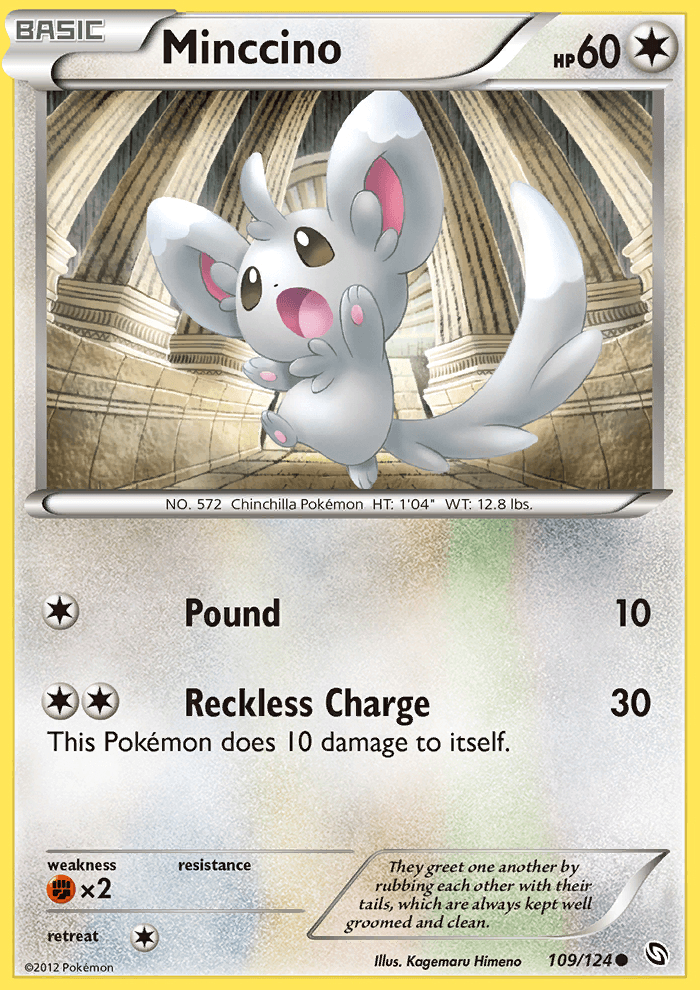 BASIC
Minccino
HP60
NO. 572 Chinchilla Pokémon HT: 1'04" WT: 12.8 lbs.
Pound 10
Reckless Charge 30
This Pokémon does 10 damage to itself.
weakness resistance
×2
retreat
They greet one another by
rubbing each other with their
tails, which are always kept well
groomed and clean.
©2012 Pokémon
Illus. Kagemaru Himeno 109/124